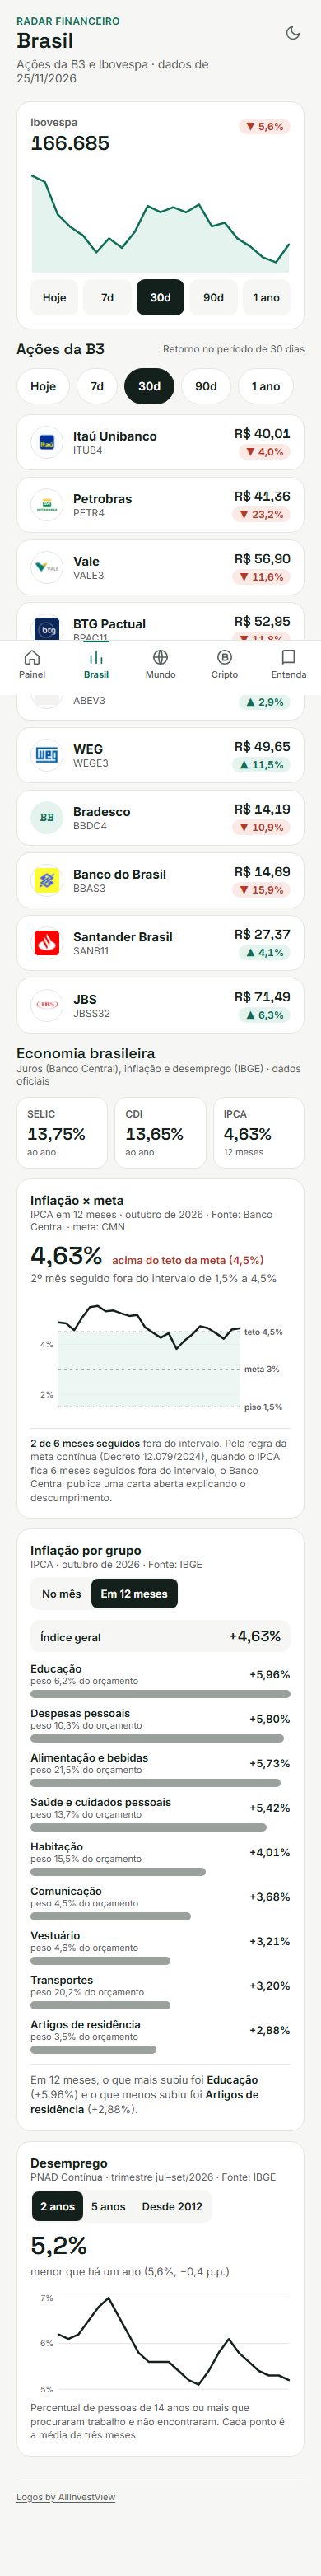 RADAR FINANCEIRO
Brasil
Ações da B3 e Ibovespa · dados de
25/11/2026
Ibovespa
▼ 5,6%
166.685
Hoje 7d 30d 90d 1 ano
Ações da B3
Retorno no período de 30 dias
Hoje 7d 30d 90d 1 ano
Itaú
Itaú Unibanco
ITUB4
R$ 40,01
▼ 4,0%
PETROBRAS
Petrobras
PETR4
R$ 41,36
▼ 23,2%
VALE
Vale
VALE3
R$ 56,90
▼ 11,6%
btg
BTG Pactual
BPAC11
R$ 52,95
▼ 11,8%
Painel Brasil Mundo Cripto Entenda
ABEV3
▲ 2,9%
WEG
WEG
WEGE3
R$ 49,65
▲ 11,5%
BB
Bradesco
BBDC4
R$ 14,19
▼ 10,9%
Banco do Brasil
BBAS3
R$ 14,69
▼ 15,9%
Santander Brasil
SANB11
R$ 27,37
▲ 4,1%
JBS
JBS
JBSS32
R$ 71,49
▲ 6,3%
Economia brasileira
Juros (Banco Central), inflação e desemprego (IBGE) · dados
oficiais
SELIC
13,75%
ao ano
CDI
13,65%
ao ano
IPCA
4,63%
12 meses
Inflação × meta
IPCA em 12 meses · outubro de 2026 · Fonte: Banco
Central · meta: CMN
4,63% acima do teto da meta (4,5%)
2º mês seguido fora do intervalo de 1,5% a 4,5%
teto 4,5%
4%
meta 3%
2%
piso 1,5%
2 de 6 meses seguidos fora do intervalo. Pela regra da
meta contínua (Decreto 12.079/2024), quando o IPCA
fica 6 meses seguidos fora do intervalo, o Banco
Central publica uma carta aberta explicando o
descumprimento.
Inflação por grupo
IPCA · outubro de 2026 · Fonte: IBGE
No mês Em 12 meses
Índice geral +4,63%
Educação
peso 6,2% do orçamento
+5,96%
Despesas pessoais
peso 10,3% do orçamento
+5,80%
Alimentação e bebidas
peso 21,5% do orçamento
+5,73%
Saúde e cuidados pessoais
peso 13,7% do orçamento
+5,42%
Habitação
peso 15,5% do orçamento
+4,01%
Comunicação
peso 4,5% do orçamento
+3,68%
Vestuário
peso 4,6% do orçamento
+3,21%
Transportes
peso 20,2% do orçamento
+3,20%
Artigos de residência
peso 3,5% do orçamento
+2,88%
Em 12 meses, o que mais subiu foi Educação
(+5,96%) e o que menos subiu foi Artigos de
residência (+2,88%).
Desemprego
PNAD Contínua · trimestre jul–set/2026 · Fonte: IBGE
2 anos 5 anos Desde 2012
5,2%
menor que há um ano (5,6%, −0,4 p.p.)
7%
6%
5%
Percentual de pessoas de 14 anos ou mais que
procuraram trabalho e não encontraram. Cada ponto é
a média de três meses.
Logos by AllInvestView